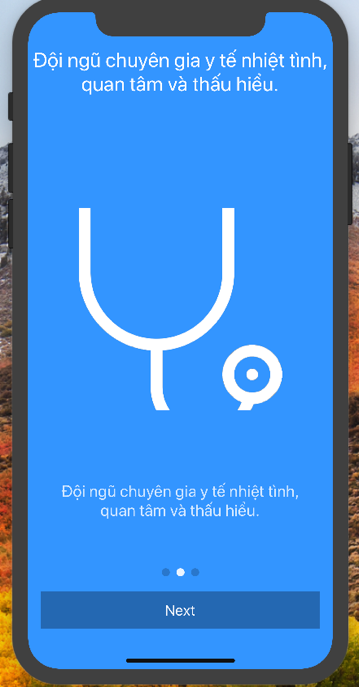 Đội ngũ chuyên gia y tế nhiệt tình,
quan tâm và thấu hiểu.
Đội ngũ chuyên gia y tế nhiệt tình,
quan tâm và thấu hiểu.
Next